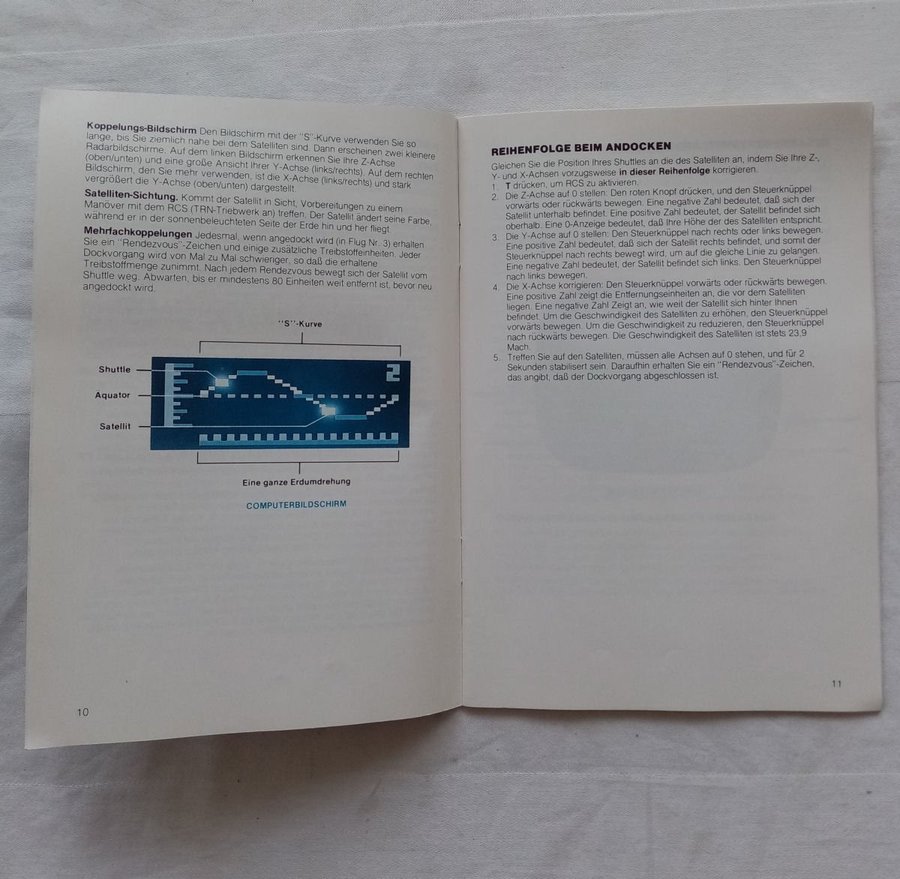 Koppelungs-Bildschirm Den Bildschirm mit der "S"-Kurve verwenden Sie so
lange, bis Sie ziemlich nahe bei dem Satelliten sind. Dann erscheinen zwei kleinere
Radarbildschirme: Auf dem linken Bildschirm erkennen Sie Ihre Z-Achse
(oben/unten) und eine große Ansicht Ihrer Y-Achse (links/rechts). Auf dem rechten
Bildschirm, den Sie mehr verwenden, ist die X-Achse (links/rechts) und stark
vergrößert die Y-Achse (oben/unten) dargestellt.
Satelliten-Sichtung. Kommt der Satellit in Sicht, Vorbereitungen zu einem
Manöver mit dem RCS (TRN-Triebwerk an) treffen. Der Satellit ändert seine Farbe,
während er in der sonnenbeleuchteten Seite der Erde hin und her fliegt.
Mehrfachkoppelungen Jedesmal, wenn angedockt wird (in Flug Nr. 3) erhalten
Sie ein "Rendezvous"-Zeichen und einige zusätzliche Treibstoffeinheiten. Jeder
Dockvorgang wird von Mal zu Mal schwieriger, so daß die erhaltene
Treibstoffmenge zunimmt. Nach jedem Rendezvous bewegt sich der Satellit vom
Shuttle weg. Abwarten, bis er mindestens 80 Einheiten weit entfernt ist, bevor neu
angedockt wird.
"S"-Kurve
Shuttle
2
Äquator
Satellit
Eine ganze Erdumdrehung
COMPUTERBILDSCHIRM
10
REIHENFOLGE BEIM ANDOCKEN
Gleichen Sie die Position Ihres Shuttles an die des Satelliten an, indem Sie Ihre Z-,
Y- und X-Achsen vorzugsweise in dieser Reihenfolge korrigieren.
1. T drücken, um RCS zu aktivieren.
2. Die Z-Achse auf 0 stellen. Den roten Knopf drücken, und den Steuerknüppel
vorwärts oder rückwärts bewegen. Eine negative Zahl bedeutet, daß sich der
Satellit unterhalb befindet. Eine positive Zahl bedeutet, der Satellit befindet sich
oberhalb. Eine 0-Anzeige bedeutet, daß Ihre Höhe der des Satelliten entspricht.
3. Die Y-Achse auf 0 stellen: Den Steuerknüppel nach rechts oder links bewegen.
Eine positive Zahl bedeutet, daß sich der Satellit rechts befindet, und somit der
Steuerknüppel nach rechts bewegt wird, um auf die gleiche Linie zu gelangen.
Eine negative Zahl bedeutet, der Satellit befindet sich links. Den Steuerknüppel
nach links bewegen.
4. Die X-Achse korrigieren: Den Steuerknüppel vorwärts oder rückwärts bewegen.
Eine positive Zahl zeigt die Entfernungseinheiten an, die vor dem Satelliten
liegen. Eine negative Zahl Zeigt an, wie weit der Satellit sich hinter Ihnen
befindet. Um die Geschwindigkeit des Satelliten zu erhöhen, den Steuerknüppel
vorwärts bewegen. Um die Geschwindigkeit zu reduzieren, den Steuerknüppel
nach rückwärts bewegen. Die Geschwindigkeit des Satelliten ist stets 23,9
Mach.
5. Treffen Sie auf den Satelliten, müssen alle Achsen auf 0 stehen, und für 2
Sekunden stabilisert sein. Daraufhin erhalten Sie ein "Rendezvous"-Zeichen,
das angibt, daß der Dockvorgang abgeschlossen ist.
11